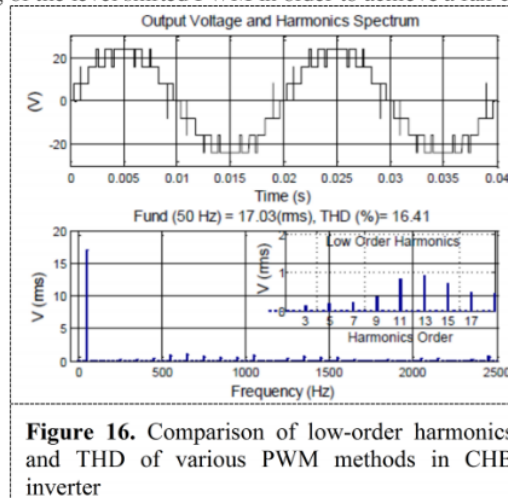 Output Voltage and Harmonics Spectrum
20
0
-20
(V)
0 0.005 0.01 0.015 0.02 0.025 0.03 0.035 0.04
Time (s)
Fund (50 Hz) = 17.03(rms), THD (%)= 16.41
20
15
10
5
0
V (rms)
2
1
0
V (rms)
Low Order Harmonics
3 5 7 9 11 13 15 17
Harmonics Order
0 500 1000 1500 2000 2500
Frequency (Hz)
Figure 16. Comparison of low-order harmonics
and THD of various PWM methods in CHB
inverter